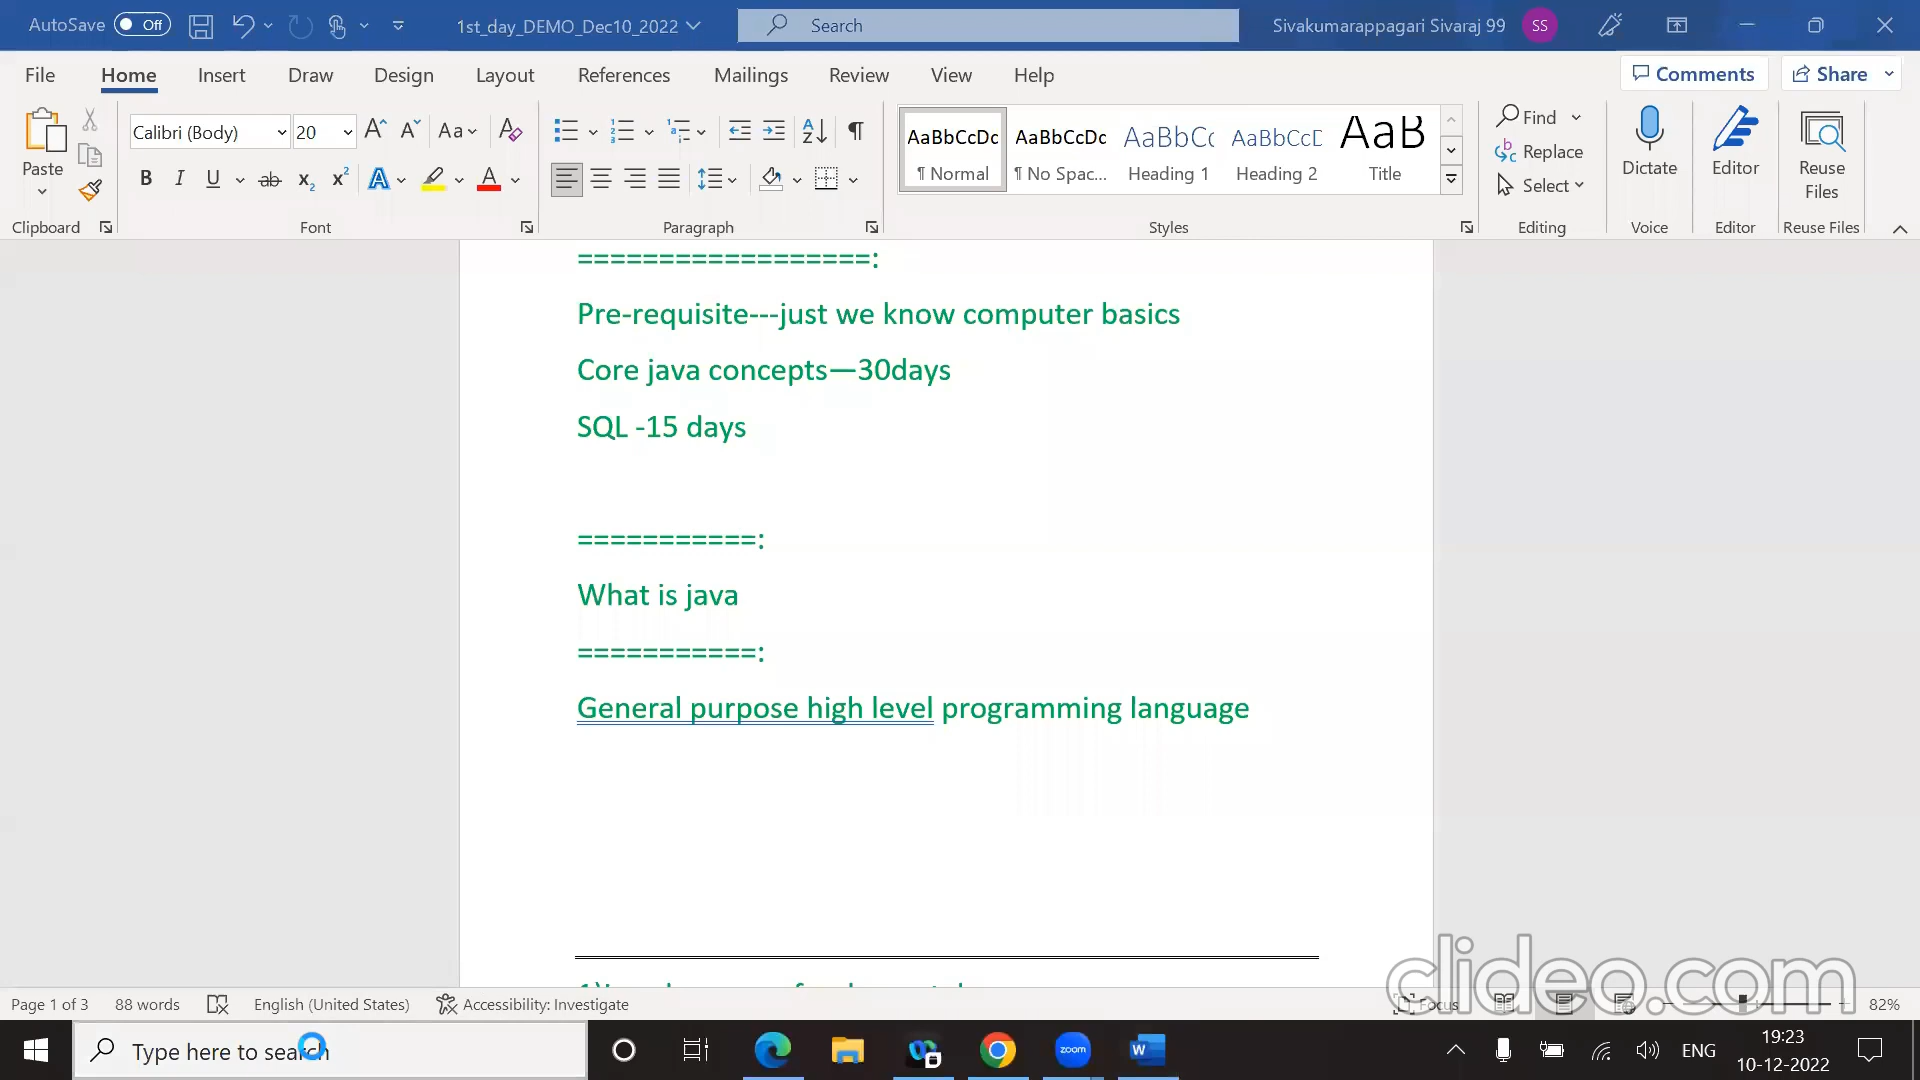 AutoSave Off 1st_day_DEMO_Dec10_2022 Search Sivakumarappagari Sivaraj 99 SS
File Home Insert Draw Design Layout References Mailings Review View Help Comments Share
Paste Calibri (Body) 20 Aa AaBbCcDc AaBbCcDc AaBbCc AaBbCcD AaB Find Replace Select Dictate Editor Reuse Files
¶ Normal ¶ No Spac... Heading 1 Heading 2 Title
Clipboard Font Paragraph Styles Editing Voice Editor Reuse Files
==================:
Pre-requisite---just we know computer basics
Core java concepts—30days
SQL -15 days
===========:
What is java
===========:
General purpose high level programming language
clideo.com
Page 1 of 3 88 words English (United States) Accessibility: Investigate Focus 82%
Type here to search zoom ENG 19:23
10-12-2022